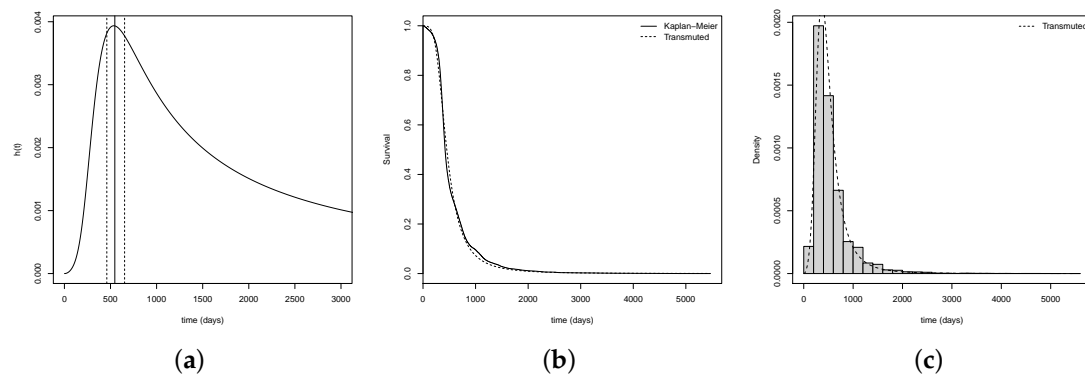 h(t)
0.004
0.003
0.002
0.001
0.000
0 500 1000 1500 2000 2500 3000
time (days)
(a)
Survival
1.0
0.8
0.6
0.4
0.2
0.0
Kaplan−Meier
Transmuted
0 1000 2000 3000 4000 5000
time (days)
(b)
Density
0.0020
0.0015
0.0010
0.0005
0.0000
Transmuted
0 1000 2000 3000 4000 5000
time (days)
(c)